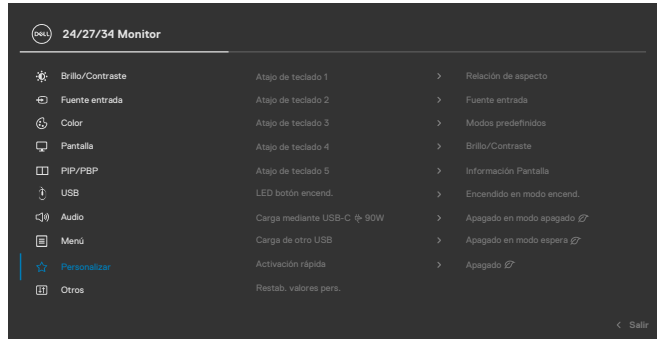 DELL 24/27/34 Monitor
Brillo/Contraste Atajo de teclado 1 > Relación de aspecto
Fuente entrada Atajo de teclado 2 > Fuente entrada
Color Atajo de teclado 3 > Modos predefinidos
Pantalla Atajo de teclado 4 > Brillo/Contraste
PIP/PBP Atajo de teclado 5 > Información Pantalla
USB LED botón encend. > Encendido en modo encend.
Audio Carga mediante USB-C 90W > Apagado en modo apagado
Menú Carga de otro USB > Apagado en modo espera
Personalizar Activación rápida > Apagado
Otros Restab. valores pers.
< Salir